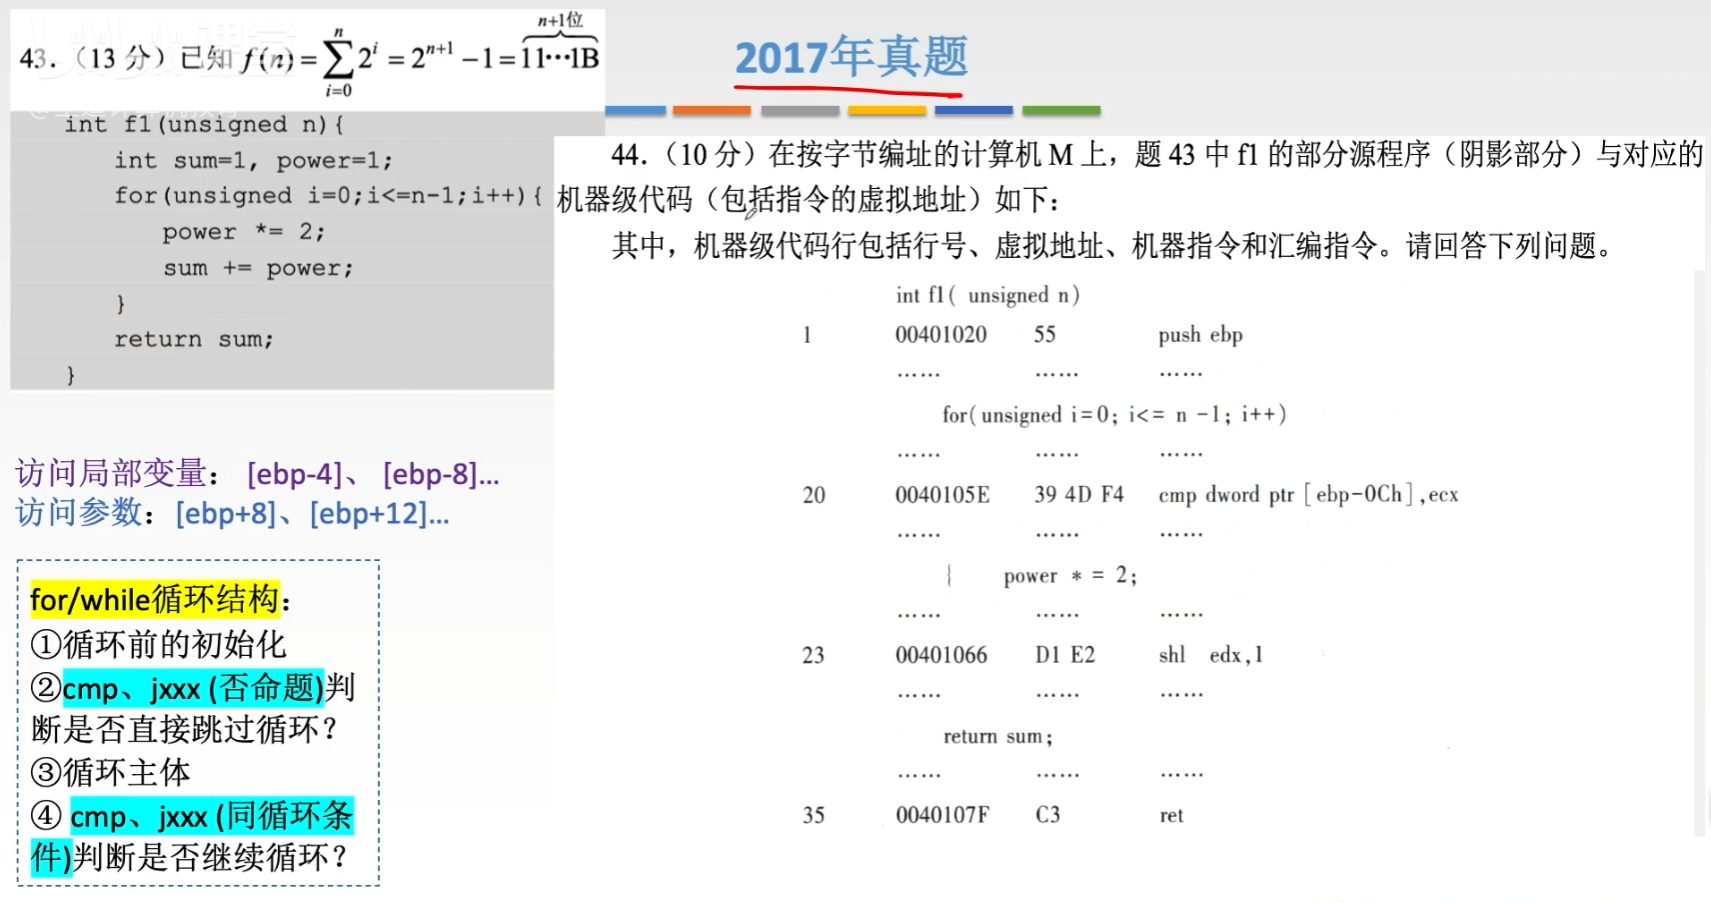 43.（13 分）已知 f(n) = ∑ 2^i = 2^{n+1} − 1 = 11⋯1B
n
i=0
n+1位
int f1(unsigned n){
int sum=1, power=1;
for(unsigned i=0;i<=n-1;i++){
power *= 2;
sum += power;
}
return sum;
}
访问局部变量： [ebp-4]、 [ebp-8]...
访问参数：[ebp+8]、[ebp+12]...
for/while循环结构：
①循环前的初始化
②cmp、jxxx (否命题)判
断是否直接跳过循环？
③循环主体
④ cmp、jxxx (同循环条
件)判断是否继续循环？
2017年真题
44.（10 分）在按字节编址的计算机 M 上，题 43 中 f1 的部分源程序（阴影部分）与对应的
机器级代码（包括指令的虚拟地址）如下：
其中，机器级代码行包括行号、虚拟地址、机器指令和汇编指令。请回答下列问题。
int f1( unsigned n)
1 00401020 55 push ebp
…… …… ……
for(unsigned i=0; i<= n -1; i++)
…… …… ……
20 0040105E 39 4D F4 cmp dword ptr [ebp-0Ch],ecx
…… …… ……
{ power * = 2;
…… …… ……
23 00401066 D1 E2 shl edx,1
…… …… ……
return sum;
…… …… ……
35 0040107F C3 ret